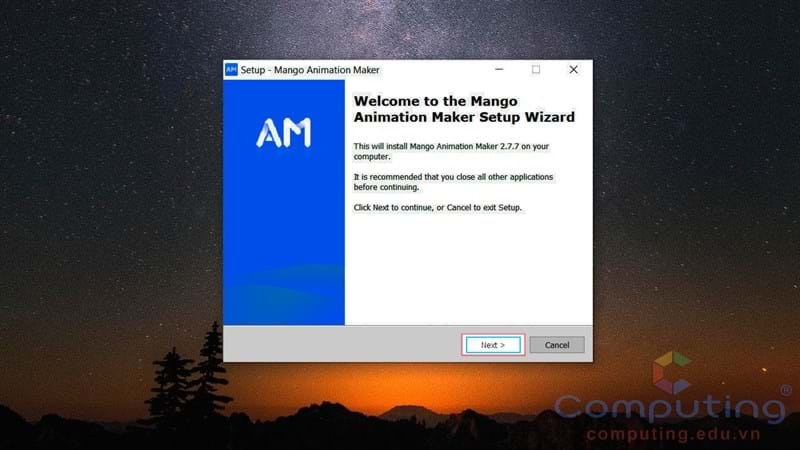 AM Setup - Mango Animation Maker
AM
Welcome to the Mango
Animation Maker Setup Wizard
This will install Mango Animation Maker 2.7.7 on your
computer.
It is recommended that you close all other applications
before continuing.
Click Next to continue, or Cancel to exit Setup.
Next >
Cancel
Computing®
computing.edu.vn